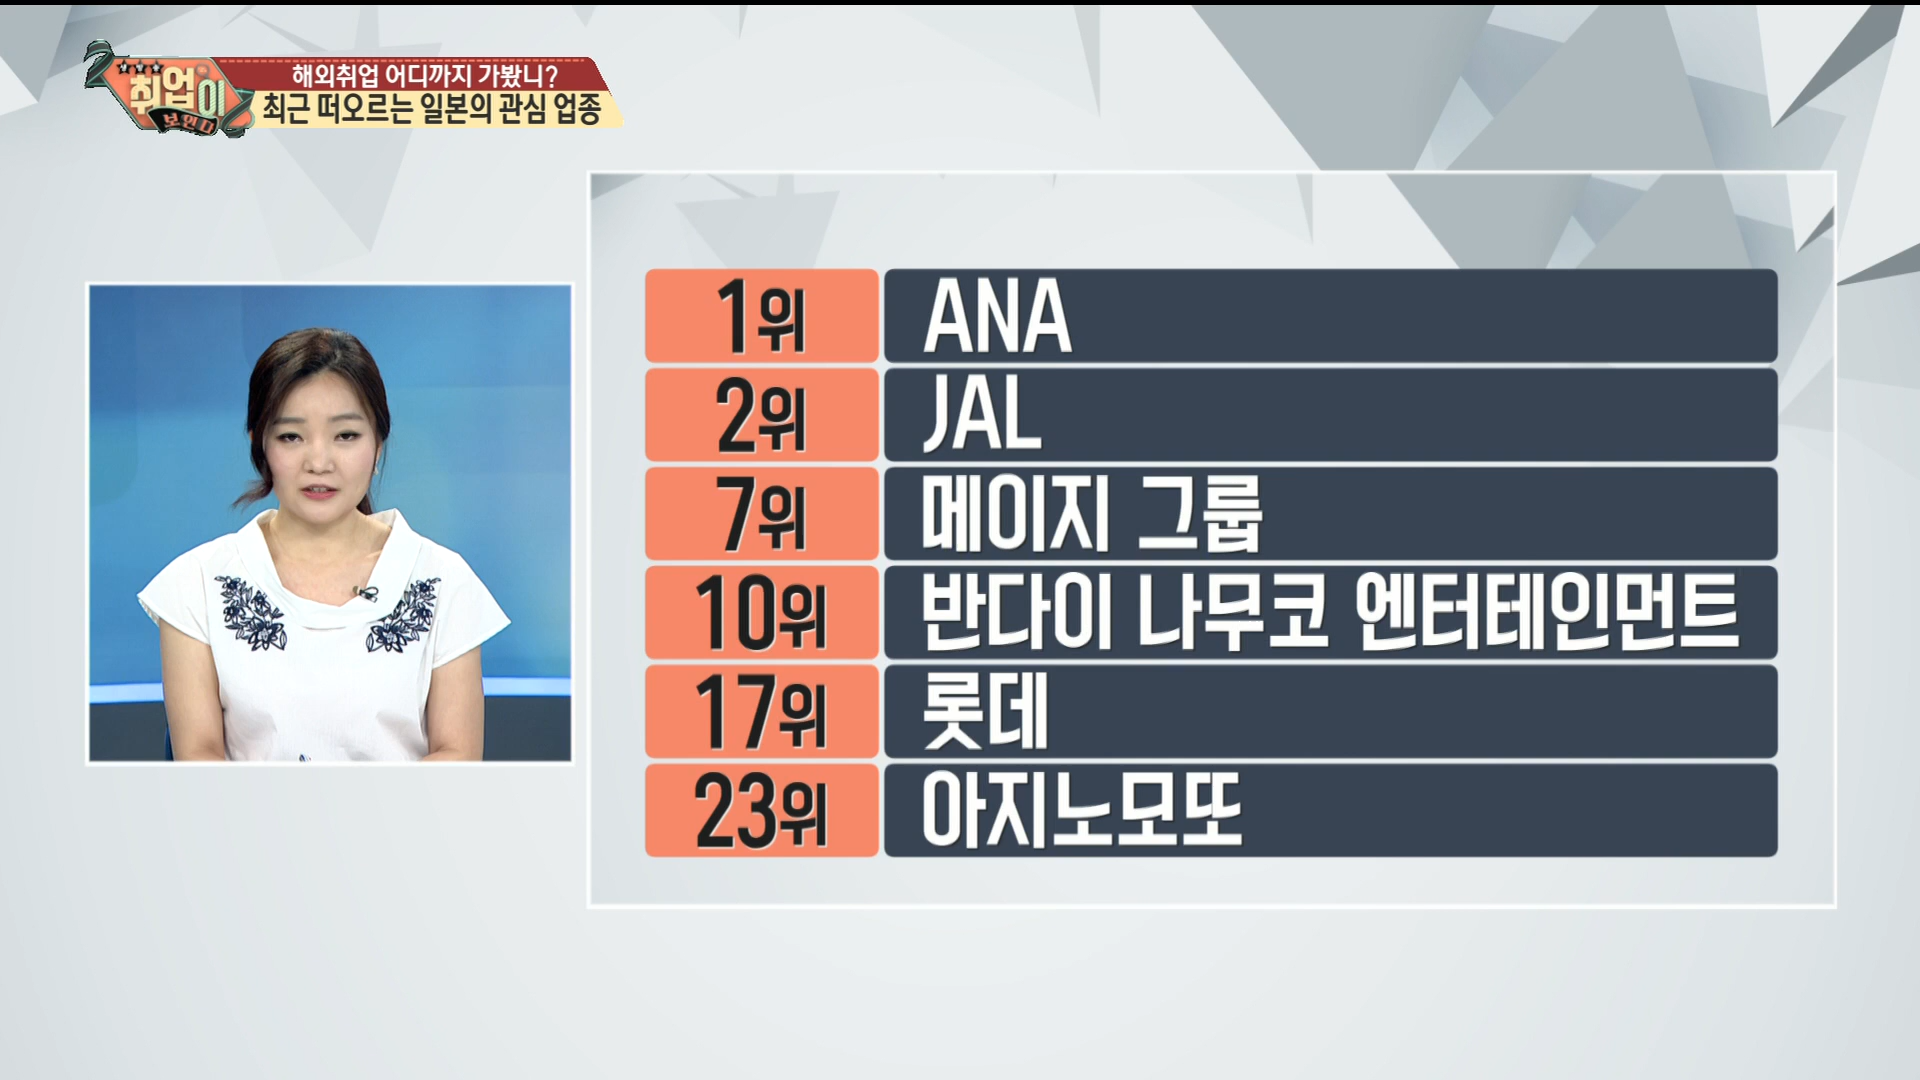 취업이
보인다
해외취업 어디까지 가봤니?
최근 떠오르는 일본의 관심 업종
1위 ANA
2위 JAL
7위 메이지 그룹
10위 반다이 나무코 엔터테인먼트
17위 롯데
23위 아지노모또